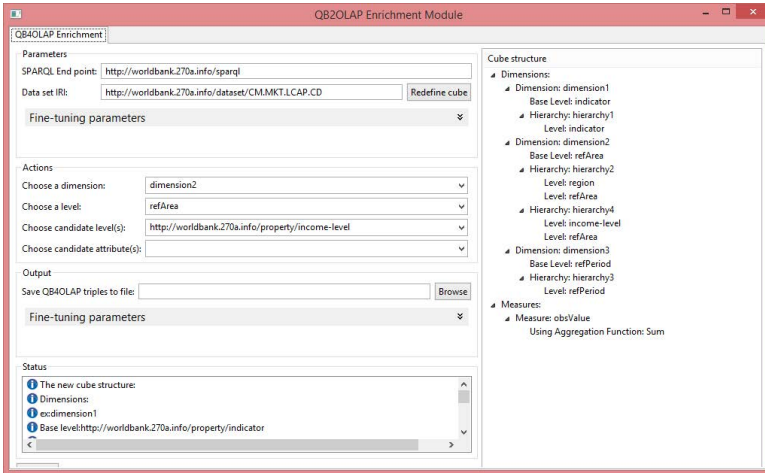 QB2OLAP Enrichment Module
QB4OLAP Enrichment
Parameters
SPARQL End point: http://worldbank.270a.info/sparql
Data set IRI: http://worldbank.270a.info/dataset/CM.MKT.LCAP.CD Redefine cube
Fine-tuning parameters
Actions
Choose a dimension: dimension2
Choose a level: refArea
Choose candidate level(s): http://worldbank.270a.info/property/income-level
Choose candidate attribute(s):
Output
Save QB4OLAP triples to file: Browse
Fine-tuning parameters
Status
The new cube structure:
Dimensions:
ex:dimension1
Base level:http://worldbank.270a.info/property/indicator
Cube structure
Dimensions:
Dimension: dimension1
Base Level: indicator
Hierarchy: hierarchy1
Level: indicator
Dimension: dimension2
Base Level: refArea
Hierarchy: hierarchy2
Level: region
Level: refArea
Hierarchy: hierarchy4
Level: income-level
Level: refArea
Dimension: dimension3
Base Level: refPeriod
Hierarchy: hierarchy3
Level: refPeriod
Measures:
Measure: obsValue
Using Aggregation Function: Sum